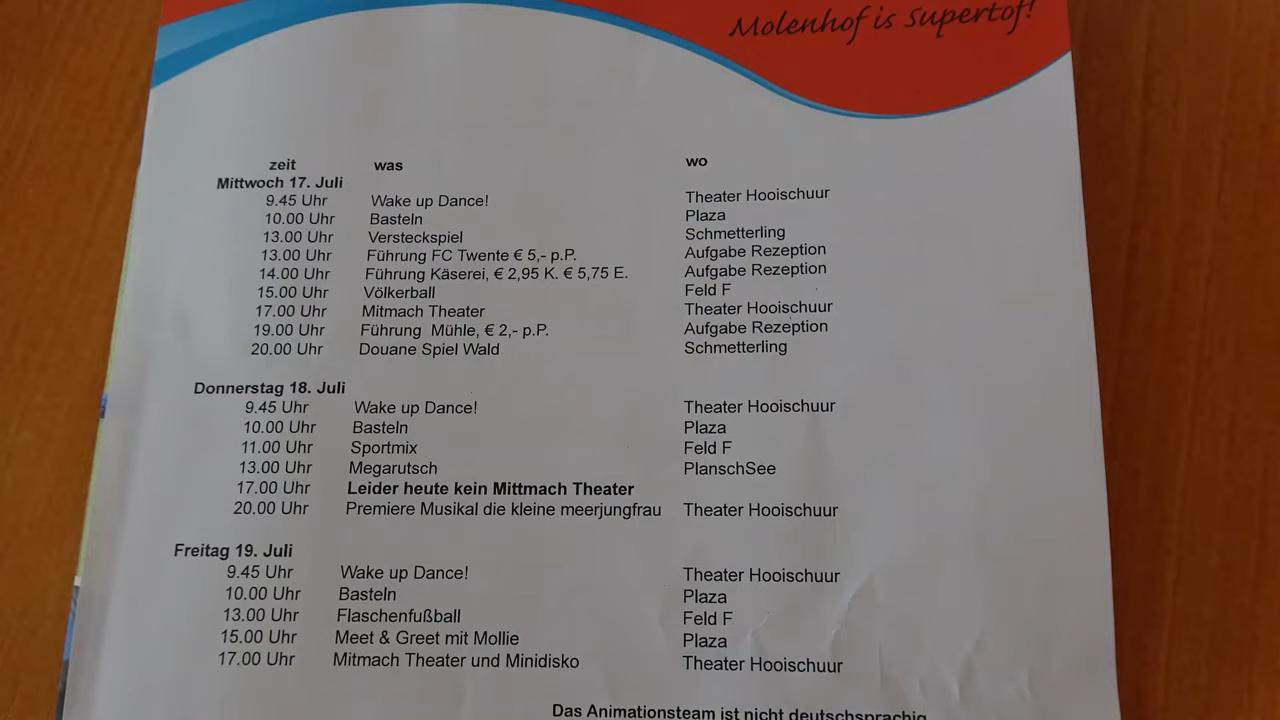 Molenhof is supertof!
zeit was wo
Mittwoch 17. Juli
9.45 Uhr Wake up Dance! Theater Hooischuur
10.00 Uhr Basteln Plaza
13.00 Uhr Versteckspiel Schmetterling
13.00 Uhr Führung FC Twente € 5,- p.P. Aufgabe Rezeption
14.00 Uhr Führung Käserei, € 2,95 K. € 5,75 E. Aufgabe Rezeption
15.00 Uhr Völkerball Feld F
17.00 Uhr Mitmach Theater Theater Hooischuur
19.00 Uhr Führung Mühle, € 2,- p.P. Aufgabe Rezeption
20.00 Uhr Douane Spiel Wald Schmetterling
Donnerstag 18. Juli
9.45 Uhr Wake up Dance! Theater Hooischuur
10.00 Uhr Basteln Plaza
11.00 Uhr Sportmix Feld F
13.00 Uhr Megarutsch PlanschSee
17.00 Uhr Leider heute kein Mittmach Theater
20.00 Uhr Premiere Musikal die kleine meerjungfrau Theater Hooischuur
Freitag 19. Juli
9.45 Uhr Wake up Dance! Theater Hooischuur
10.00 Uhr Basteln Plaza
13.00 Uhr Flaschenfußball Feld F
15.00 Uhr Meet & Greet mit Mollie Plaza
17.00 Uhr Mitmach Theater und Minidisko Theater Hooischuur
Das Animationsteam ist nicht deutschsprachig